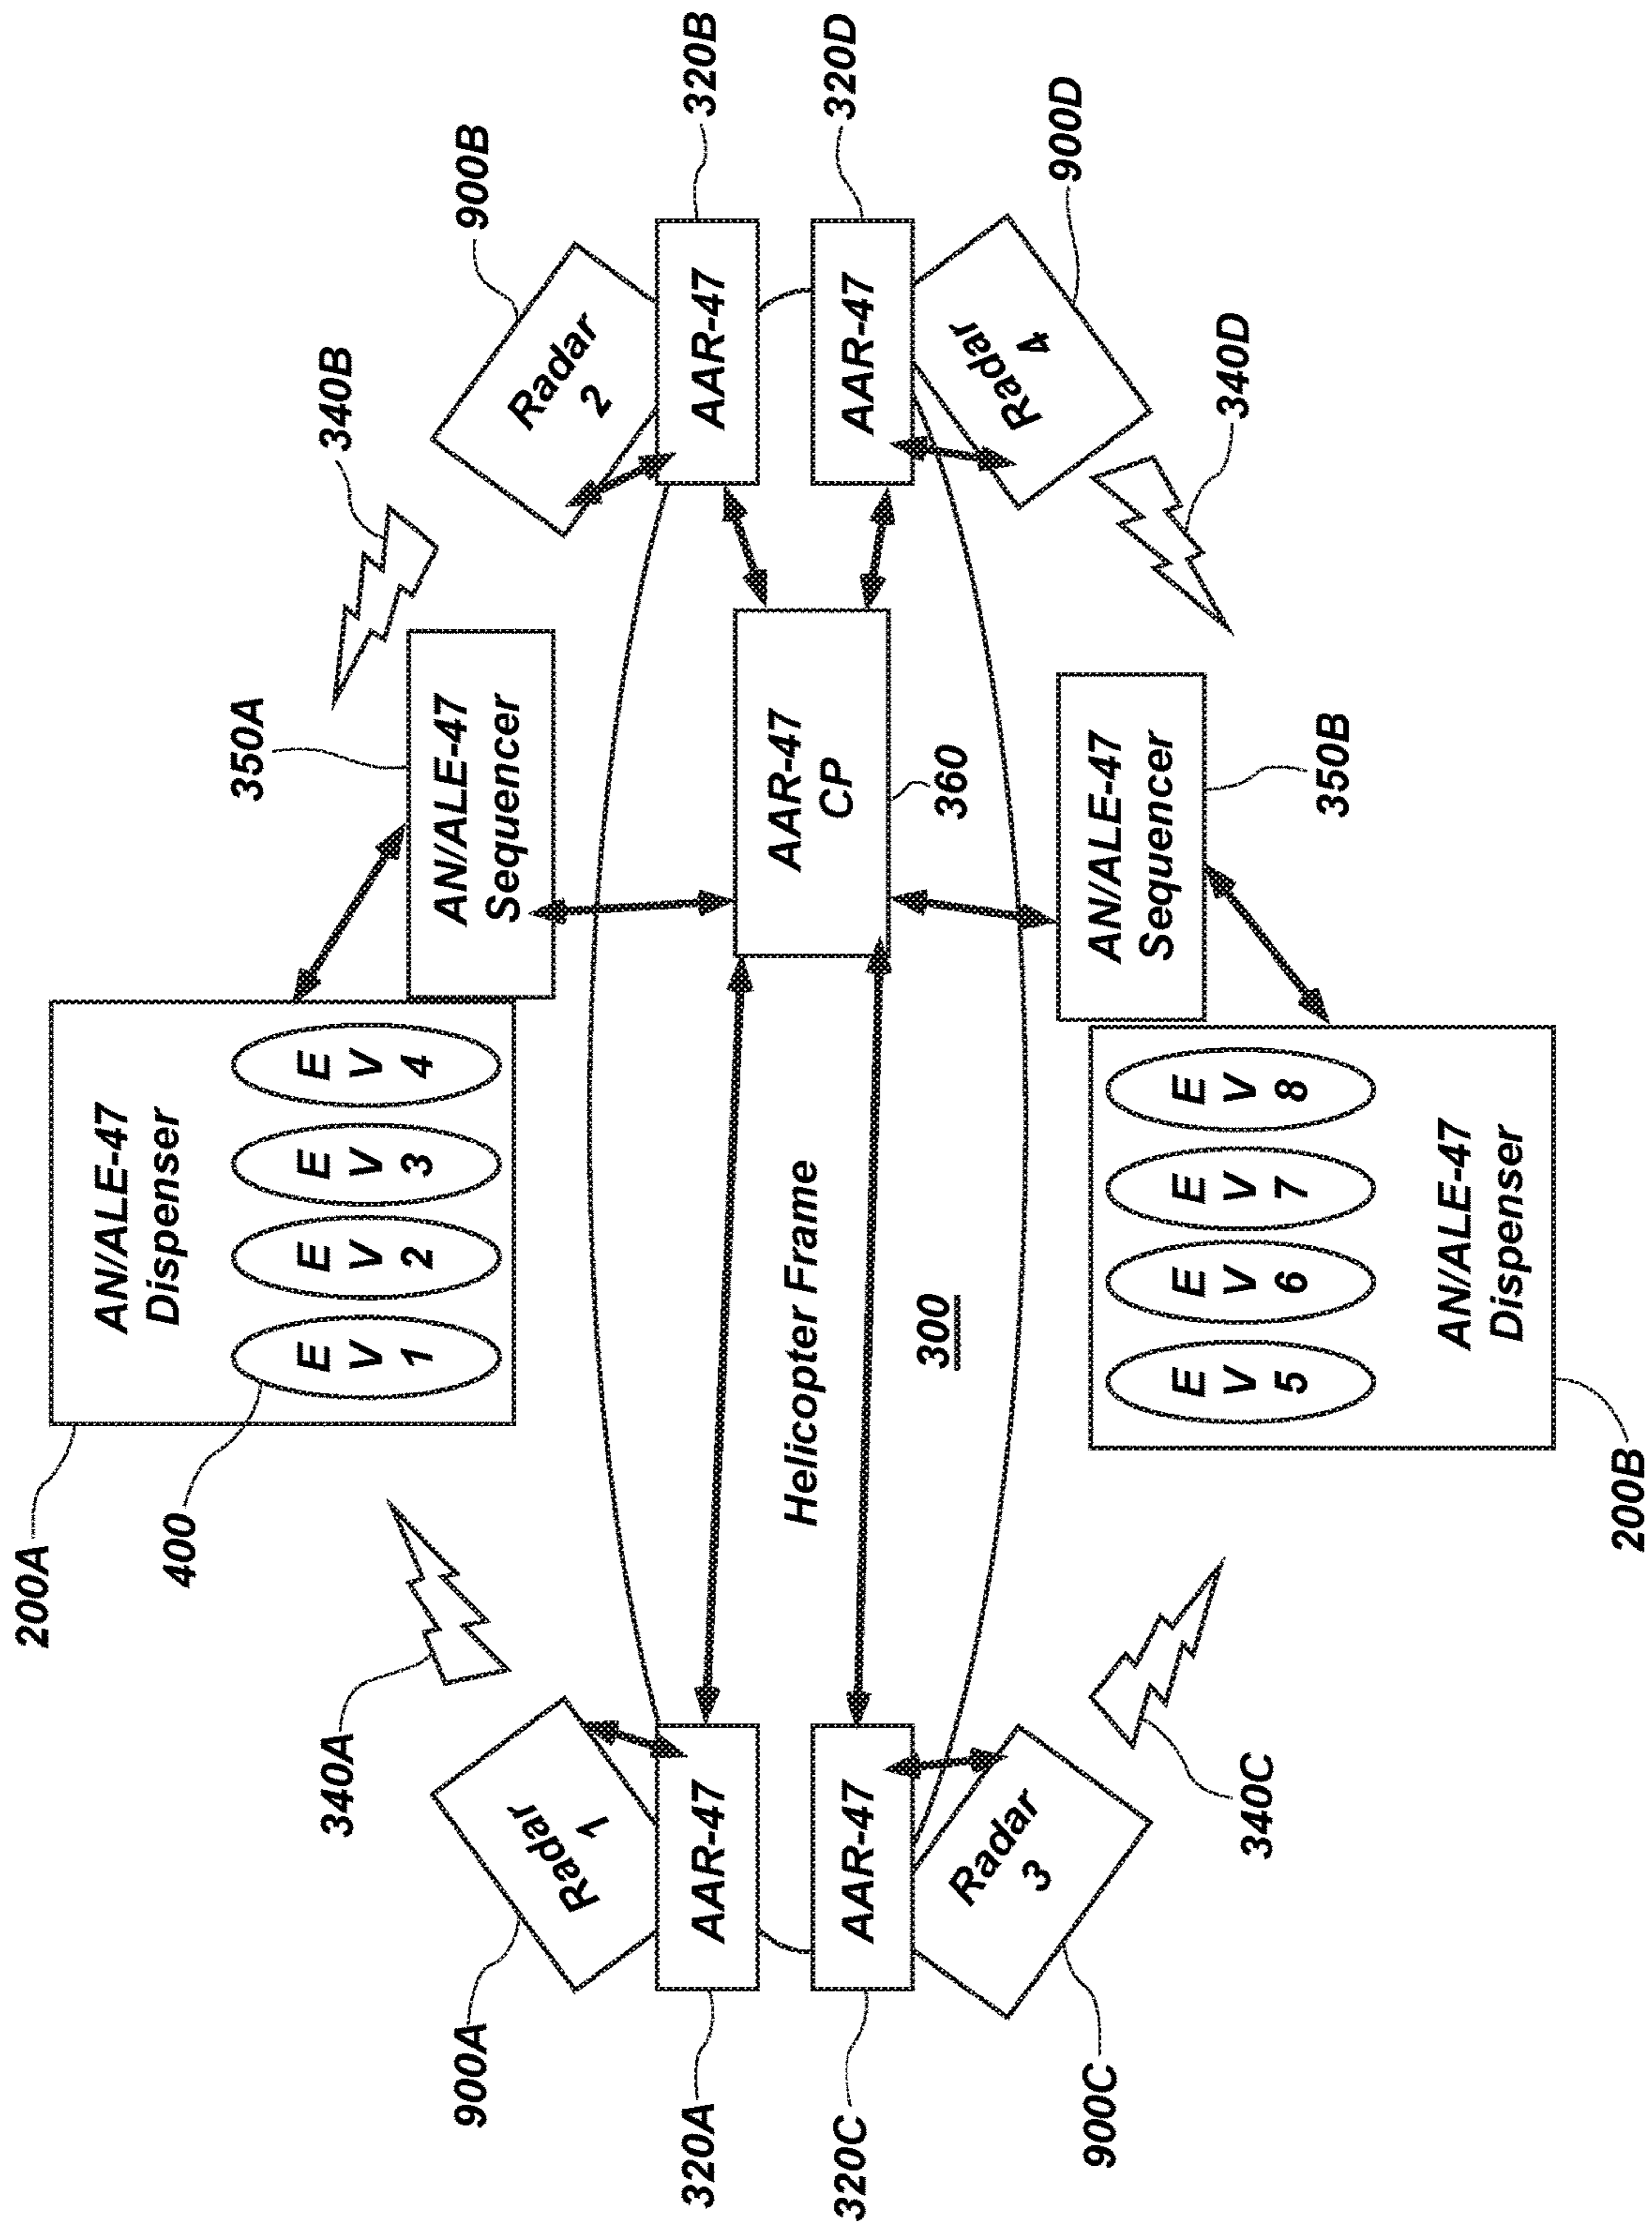 200A
AN/ALE-47
Dispenser
400
350A
340A
340B
E V 1
E V 2
E V 3
E V 4
AN/ALE-47
Sequencer
900A
900B
Radar
1
Radar
2
320A
AAR-47
AAR-47
320B
Helicopter Frame
AAR-47
CP
320C
AAR-47
AAR-47
320D
300
360
Radar
3
Radar
4
900C
900D
AN/ALE-47
Sequencer
E V 5
E V 6
E V 7
E V 8
340C
340D
350B
AN/ALE-47
Dispenser
200B